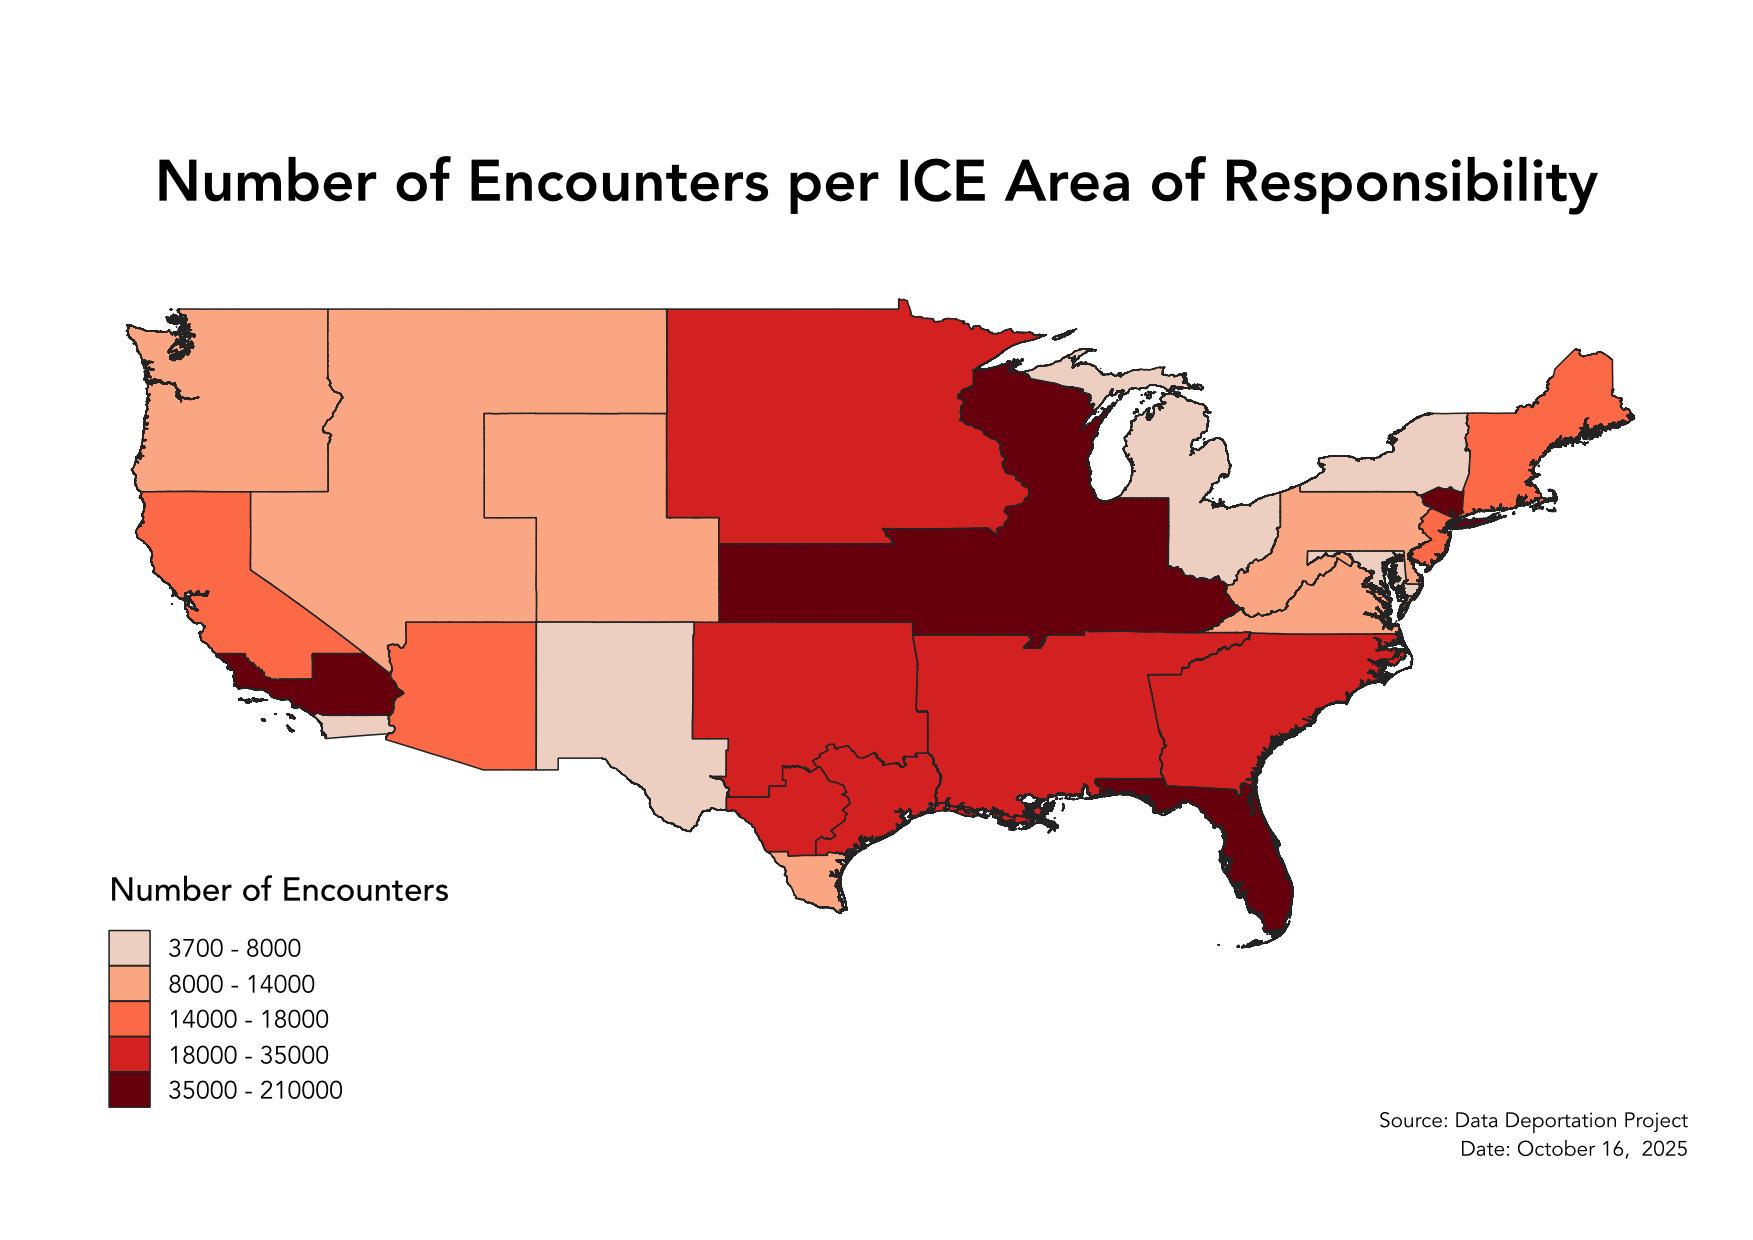 Number of Encounters per ICE Area of Responsibility
Number of Encounters
3700 - 8000
8000 - 14000
14000 - 18000
18000 - 35000
35000 - 210000
Source: Data Deportation Project
Date: October 16,  2025